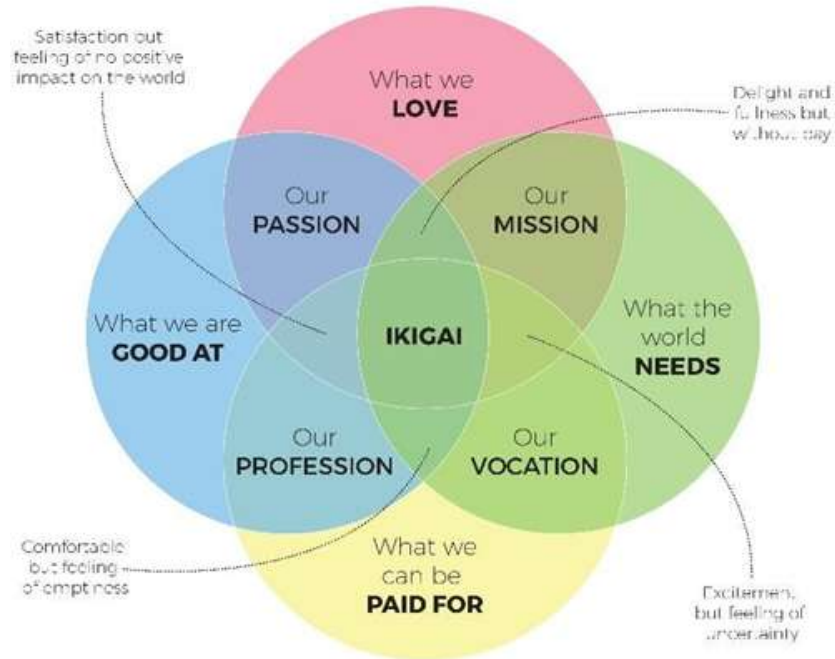 Satisfaction but
feeling of no positive
impact on the world
What we
LOVE
Delight and
fullness but
without pay
Our
PASSION
Our
MISSION
What we are
GOOD AT
IKIGAI
What the
world
NEEDS
Our
PROFESSION
Our
VOCATION
Comfortable
but feeling
of emptiness
What we
can be
PAID FOR
Excitement
but feeling of
uncertainty